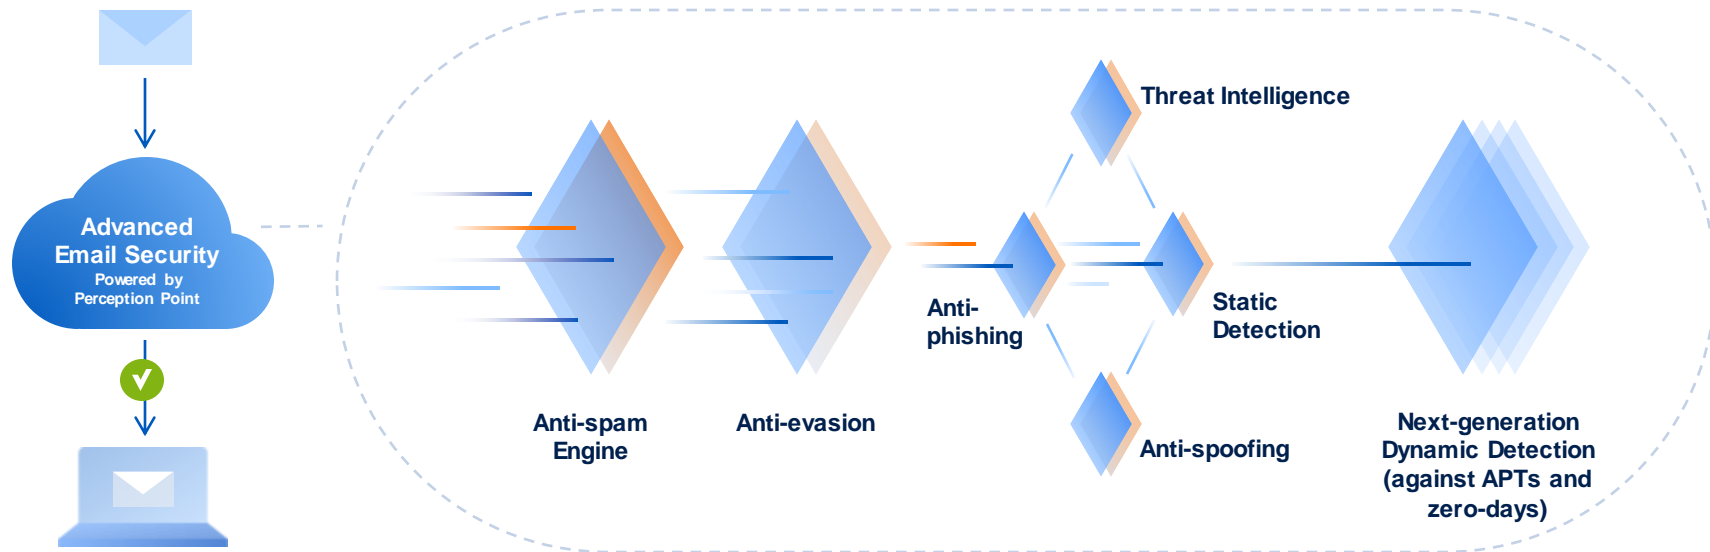 Advanced
Email Security
Powered by
Perception Point
Threat Intelligence
Anti-
phishing
Static
Detection
Anti-spoofing
Anti-spam
Engine
Anti-evasion
Next-generation
Dynamic Detection
(against APTs and
zero-days)